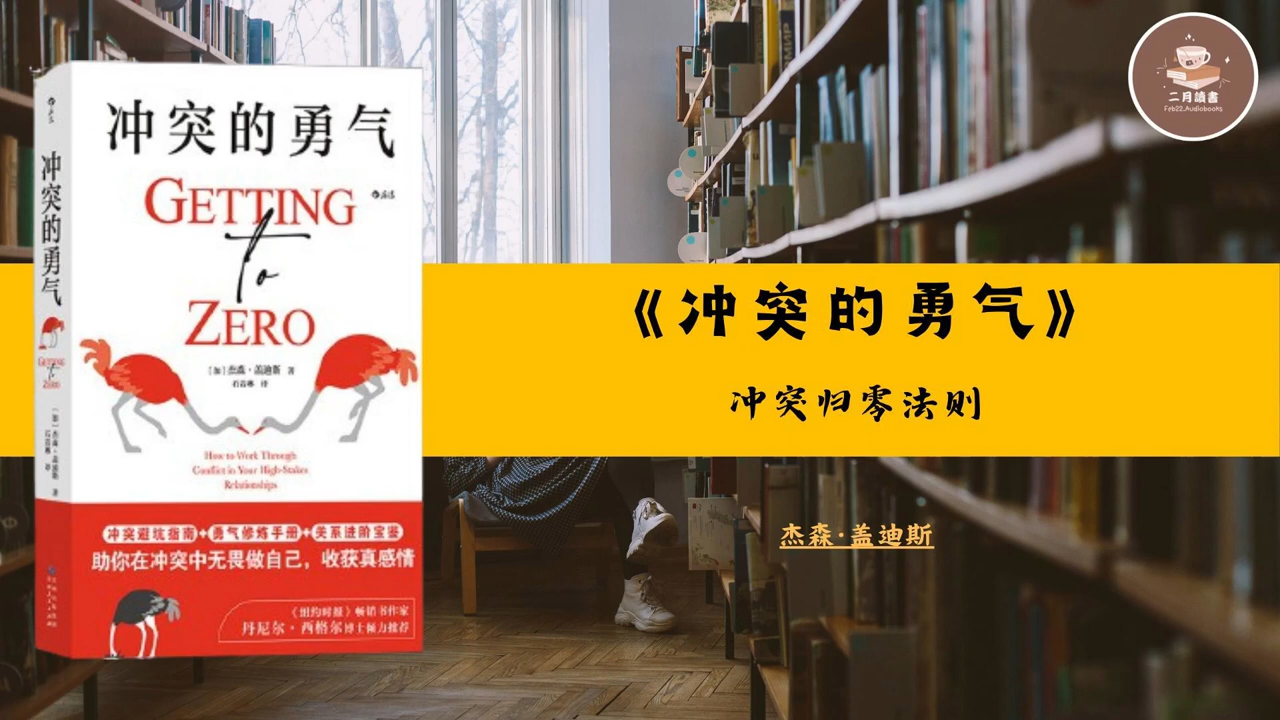 冲突的勇气
GETTING
to
ZERO
[加] 杰森·盖迪斯 著
How to Work Through
Conflict in Your High-Stakes
Relationships
冲突避坑指南+勇气修炼手册+关系进阶宝鉴
助你在冲突中无畏做自己，收获真感情
《纽约时报》畅销书作家
丹尼尔·西格尔博士倾力推荐
冲突的勇气
GETTING
to
ZERO
《冲突的勇气》
冲突归零法则
杰森·盖迪斯
二月讀書
Feb22.Audiobooks